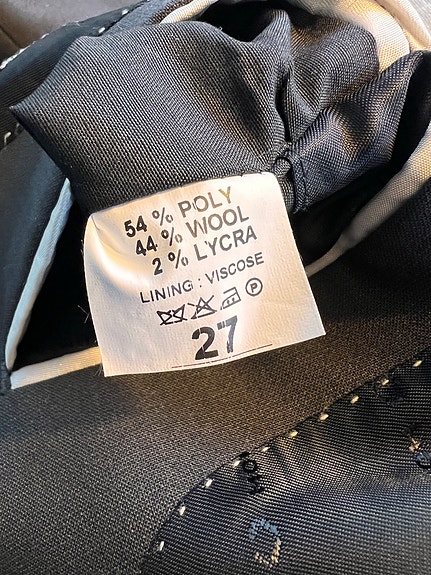 54 % POLY
44 % WOOL
2 % LYCRA
LINING : VISCOSE
P
27